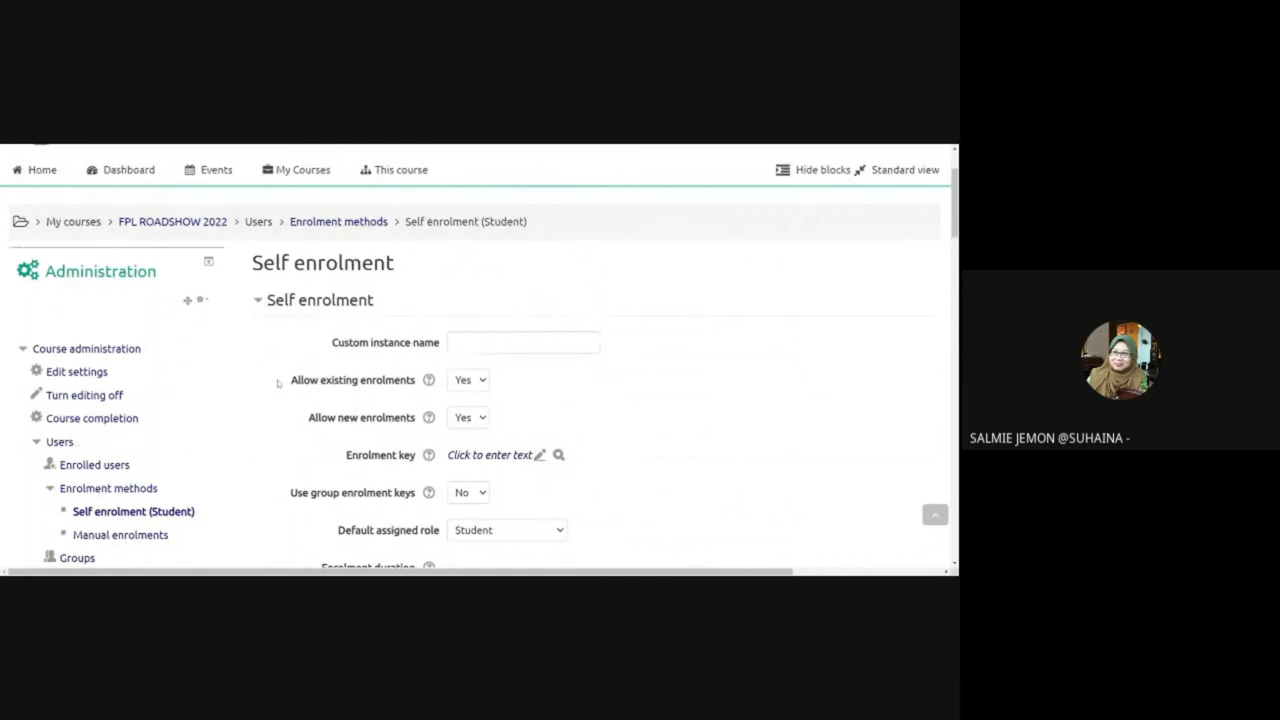 Home Dashboard Events My Courses This course Hide blocks Standard view
> My courses > FPL ROADSHOW 2022 > Users > Enrolment methods > Self enrolment (Student)
Administration
Course administration
Edit settings
Turn editing off
Course completion
Users
Enrolled users
Enrolment methods
Self enrolment (Student)
Manual enrolments
Groups
Self enrolment
Self enrolment
Custom instance name
Allow existing enrolments Yes
Allow new enrolments Yes
Enrolment key Click to enter text
Use group enrolment keys No
Default assigned role Student
Enrolment duration
SALMIE JEMON @SUHAINA -